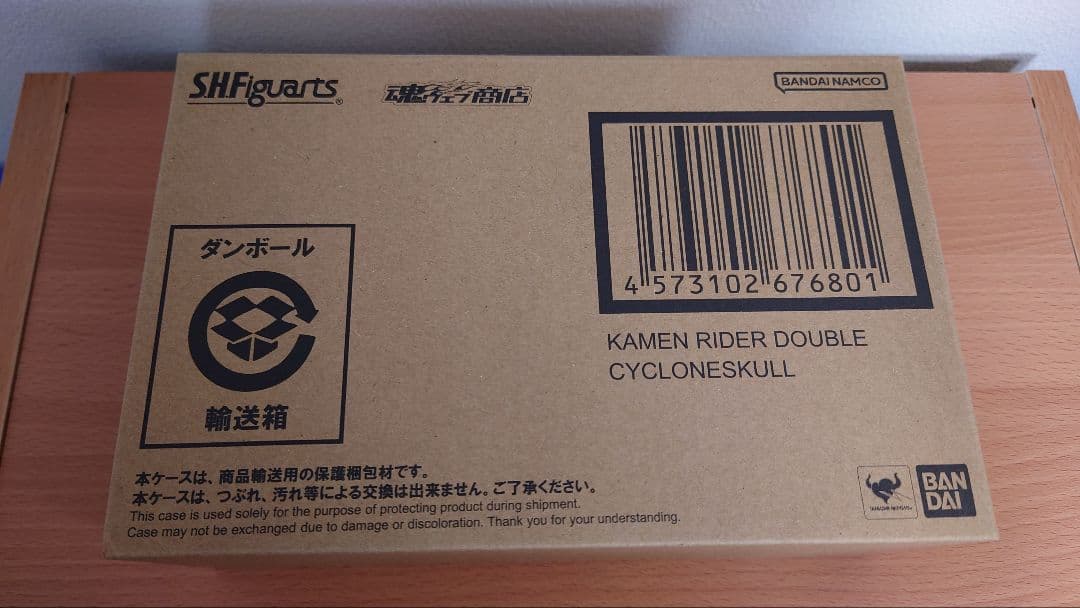 S.H.Figuarts®
魂ウェブ商店
BANDAI NAMCO
4 573102 676801
KAMEN RIDER DOUBLE
CYCLONESKULL
ダンボール
輸送箱
本ケースは、商品輸送用の保護梱包材です。
本ケースは、つぶれ、汚れ等による交換は出来ません。ご了承ください。
This case is used solely for the purpose of protecting product during shipment.
Case may not be exchanged due to damage or discoloration. Thank you for your understanding.
BAN
DAI